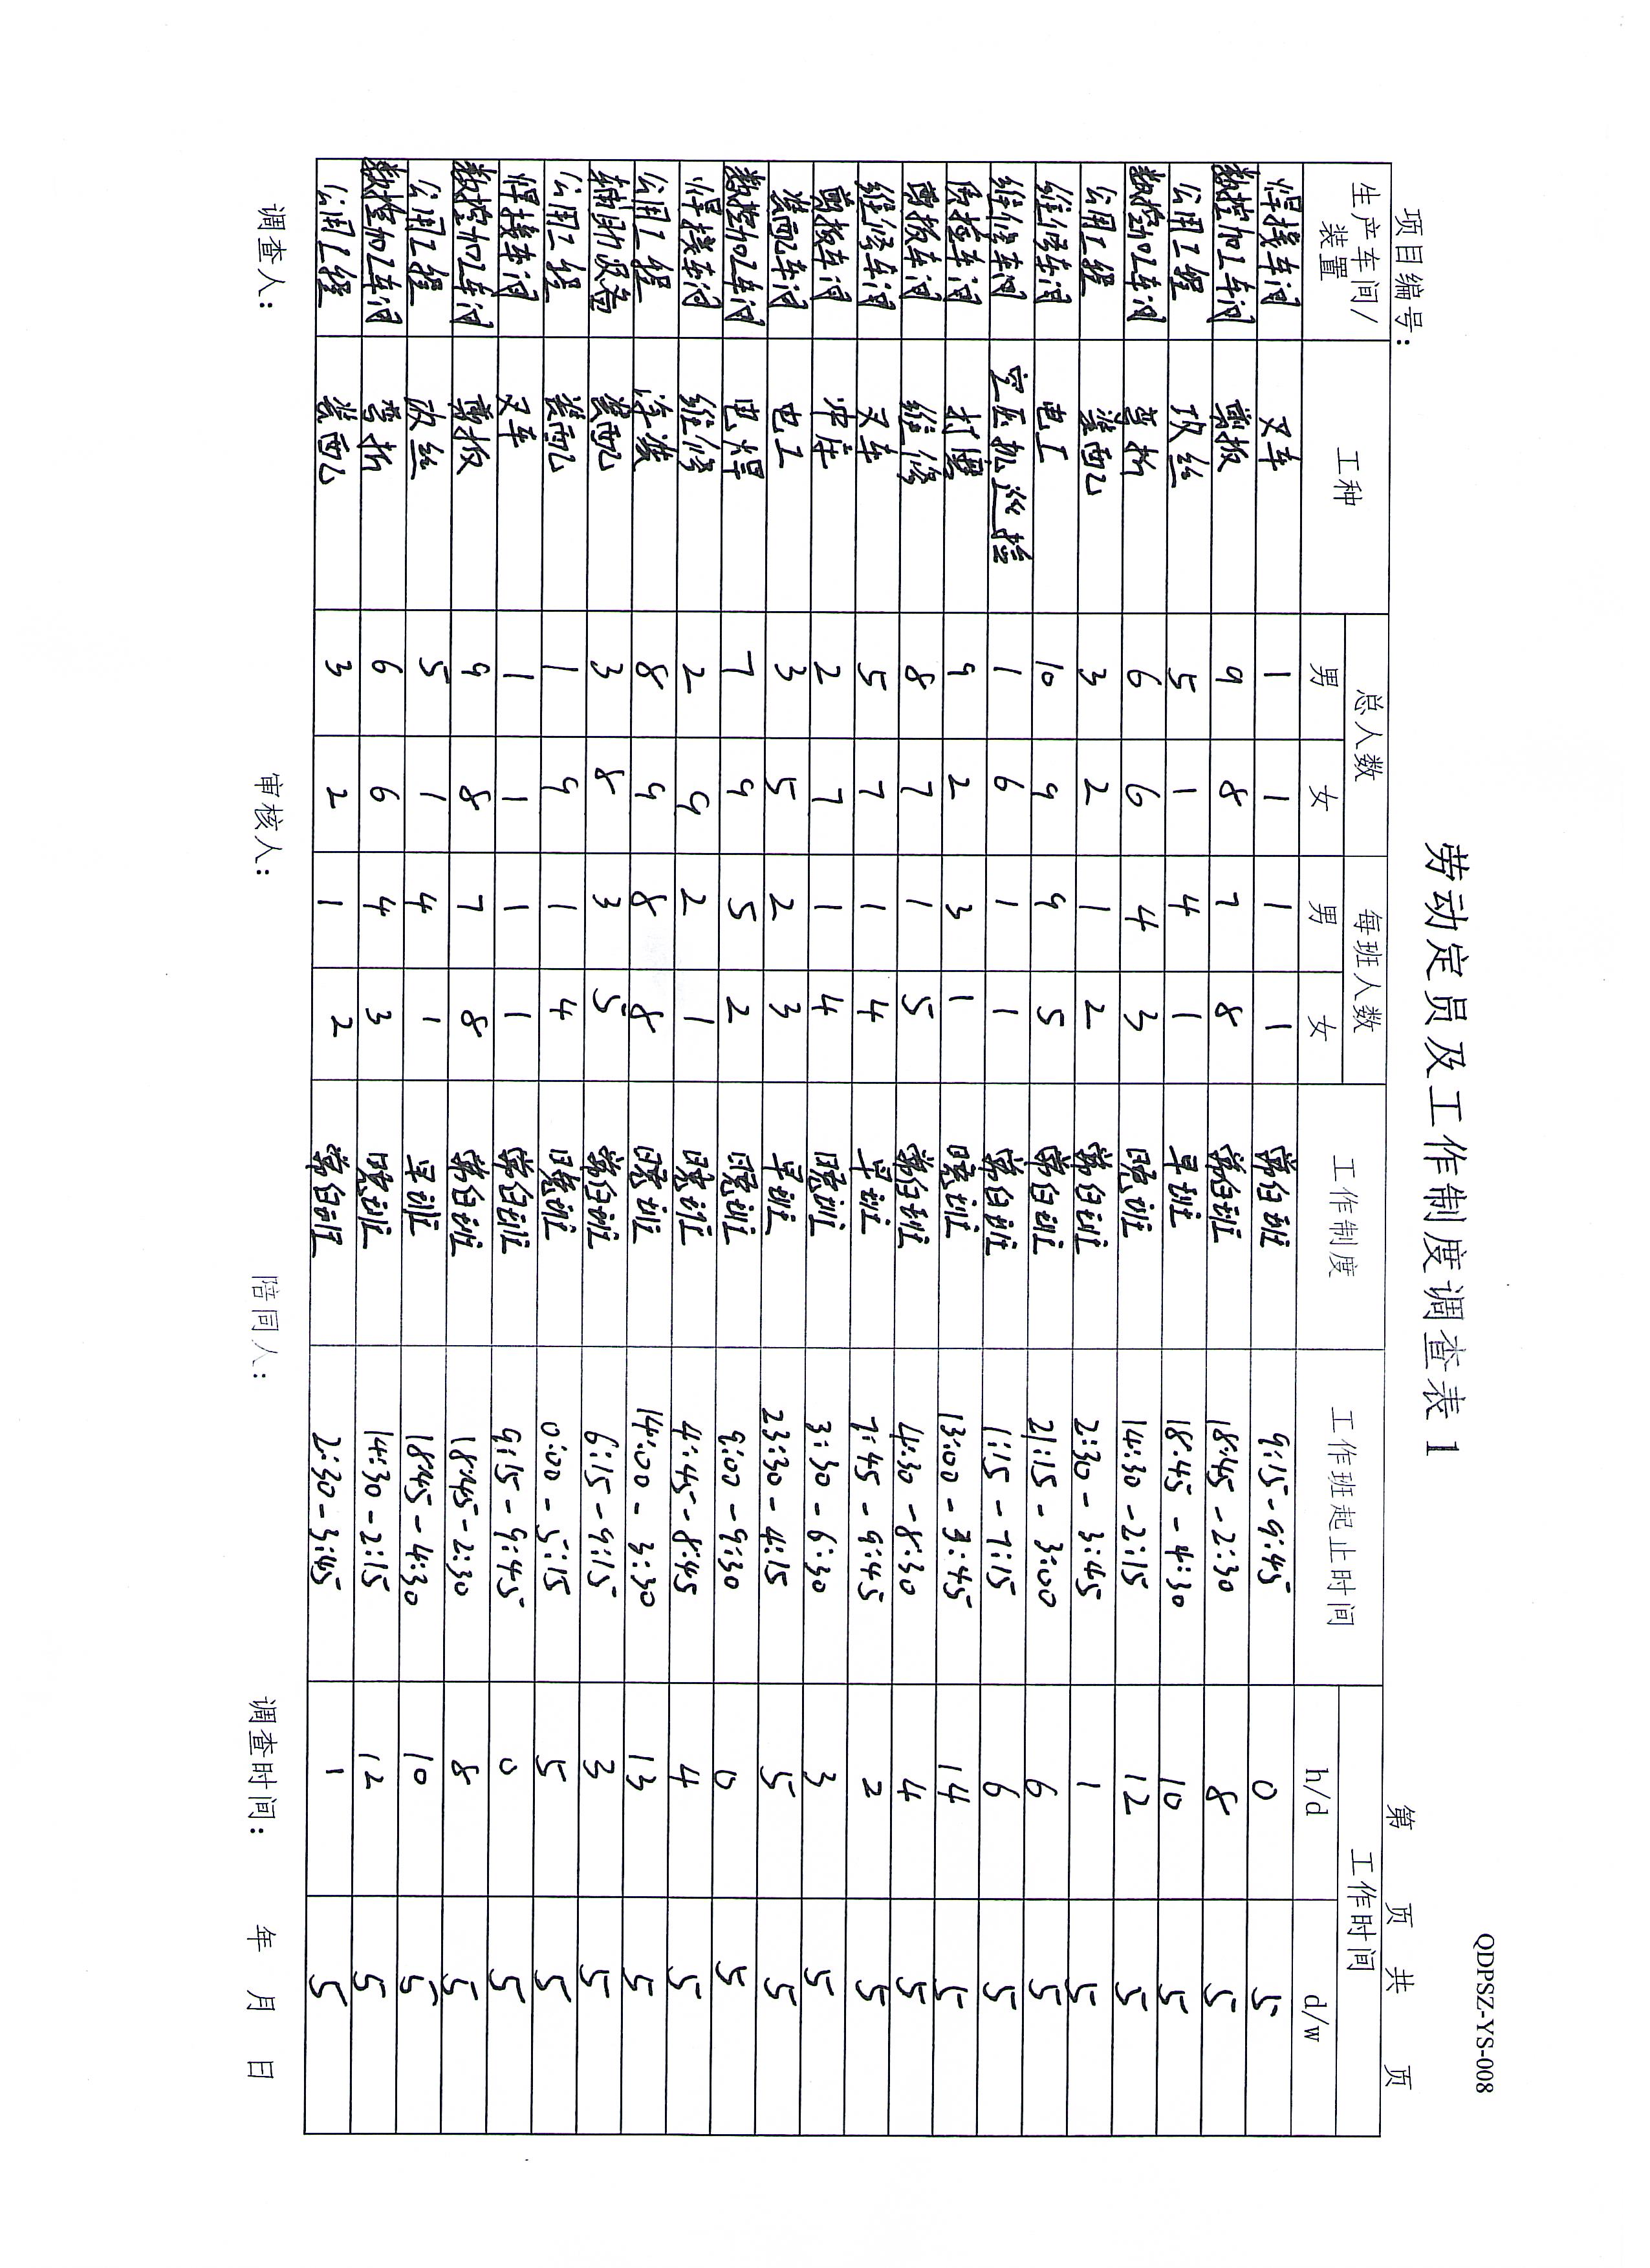 QDPSZ-YS-008
劳动定员及工作制度调查表1
项目编号： 第 页 共 页
生产车间/装置 工种 总人数 每班人数 工作制度 工作班起止时间 工作时间
男 女 男 女 h/d d/w
焊接车间 叉车 1 1 1 1 常白班 9:15-9:45 0 5
数控加工车间 剪板 9 8 7 8 常白班 18:45-2:30 8 5
公用工程 攻丝 5 1 4 1 早班 18:45-4:30 10 5
数控加工车间 弯折 6 6 4 3 晚班 14:30-2:15 12 5
公用工程 装配 3 2 1 2 常白班 2:30-3:45 1 5
维修车间 电工 10 9 9 5 常白班 21:15-3:00 6 5
维修车间 空压机巡检 1 6 1 1 常白班 1:15-7:15 6 5
质检车间 打磨 9 2 3 1 晚班 13:00-3:45 14 5
剪板车间 维修 8 7 1 5 常白班 4:30-8:30 4 5
维修车间 叉车 5 7 1 4 早班 7:45-9:45 2 5
剪板车间 冲床 2 7 1 4 晚班 3:30-6:30 3 5
装配车间 电工 3 5 2 3 早班 23:30-4:15 5 5
数控加工车间 电焊 7 9 5 2 晚班 9:00-9:30 0 5
焊接车间 维修 2 9 2 1 晚班 4:45-8:45 4 5
公用工程 涂装 8 9 8 8 晚班 14:00-3:30 13 5
辅助设备 装配 3 8 3 5 常白班 6:15-9:15 3 5
公用工程 装配 1 9 1 4 晚班 0:00-5:15 5 5
焊接车间 叉车 1 1 1 1 常白班 9:15-9:45 0 5
数控加工车间 剪板 9 8 7 8 常白班 18:45-2:30 8 5
公用工程 攻丝 5 1 4 1 早班 18:45-4:30 10 5
数控加工车间 弯折 6 6 4 3 晚班 14:30-2:15 12 5
公用工程 装配 3 2 1 2 常白班 2:30-3:45 1 5
调查人： 审核人： 陪同人： 调查时间： 年 月 日